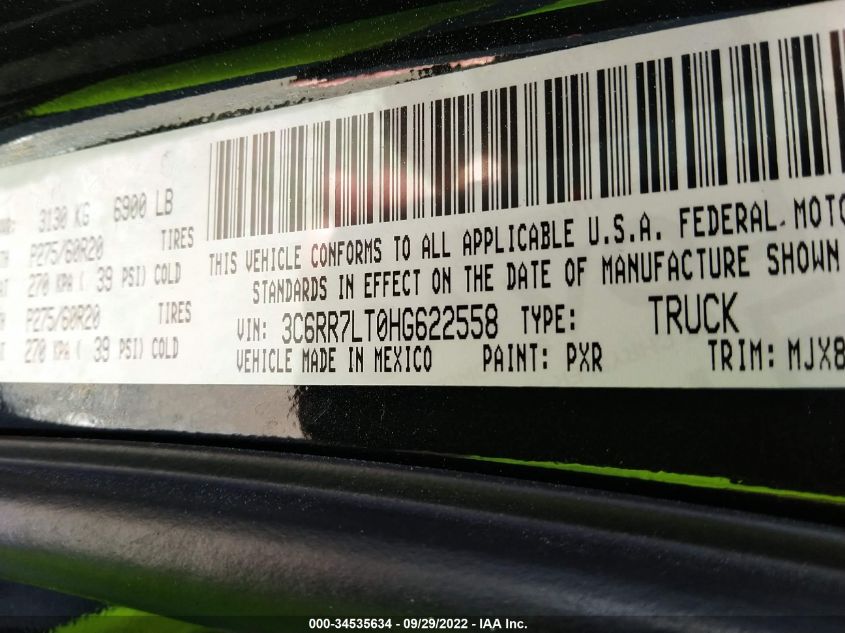 3130 KG 6900 LB
P275/60R20 TIRES
270 KPA ( 39 PSI) COLD
P275/60R20 TIRES
270 KPA ( 39 PSI) COLD
THIS VEHICLE CONFORMS TO ALL APPLICABLE U.S.A. FEDERAL MOTO
STANDARDS IN EFFECT ON THE DATE OF MANUFACTURE SHOWN
VIN: 3C6RR7LT0HG622558 TYPE: TRUCK
VEHICLE MADE IN MEXICO PAINT: PXR TRIM: MJX8
000-34535634 - 09/29/2022 - IAA Inc.